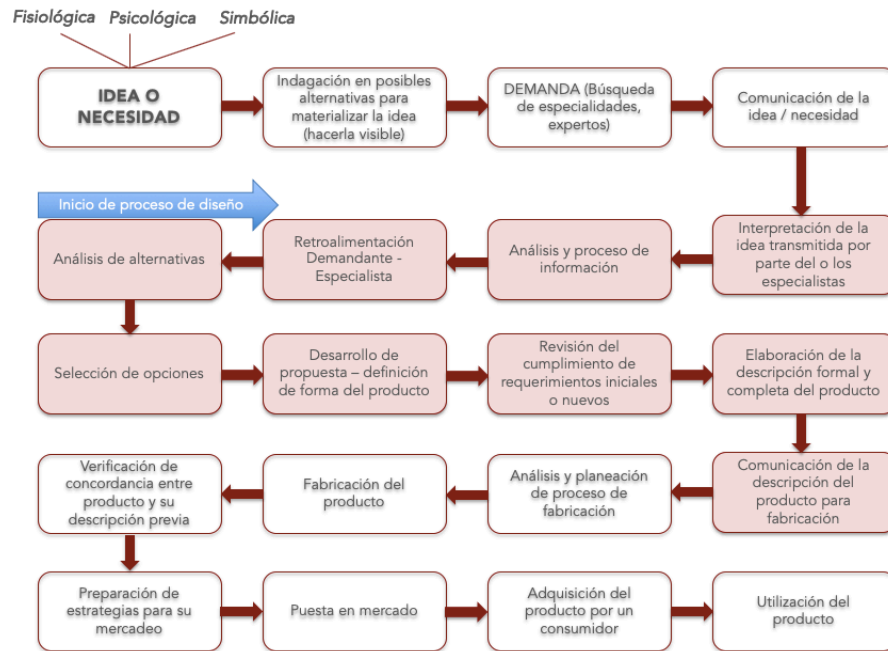 Fisiológica Psicológica Simbólica
IDEA O
NECESIDAD
Indagación en posibles
alternativas para
materializar la idea
(hacerla visible)
DEMANDA (Búsqueda
de especialidades,
expertos)
Comunicación de la
idea / necesidad
Inicio de proceso de diseño
Análisis de alternativas
Retroalimentación
Demandante -
Especialista
Análisis y proceso de
información
Interpretación de la
idea transmitida por
parte del o los
especialistas
Selección de opciones
Desarrollo de
propuesta – definición
de forma del producto
Revisión del
cumplimiento de
requerimientos iniciales
o nuevos
Elaboración de la
descripción formal y
completa del producto
Verificación de
concordancia entre
producto y su
descripción previa
Fabricación del
producto
Análisis y planeación
de proceso de
fabricación
Comunicación de la
descripción del
producto para
fabricación
Preparación de
estrategias para su
mercadeo
Puesta en mercado
Adquisición del
producto por un
consumidor
Utilización del
producto